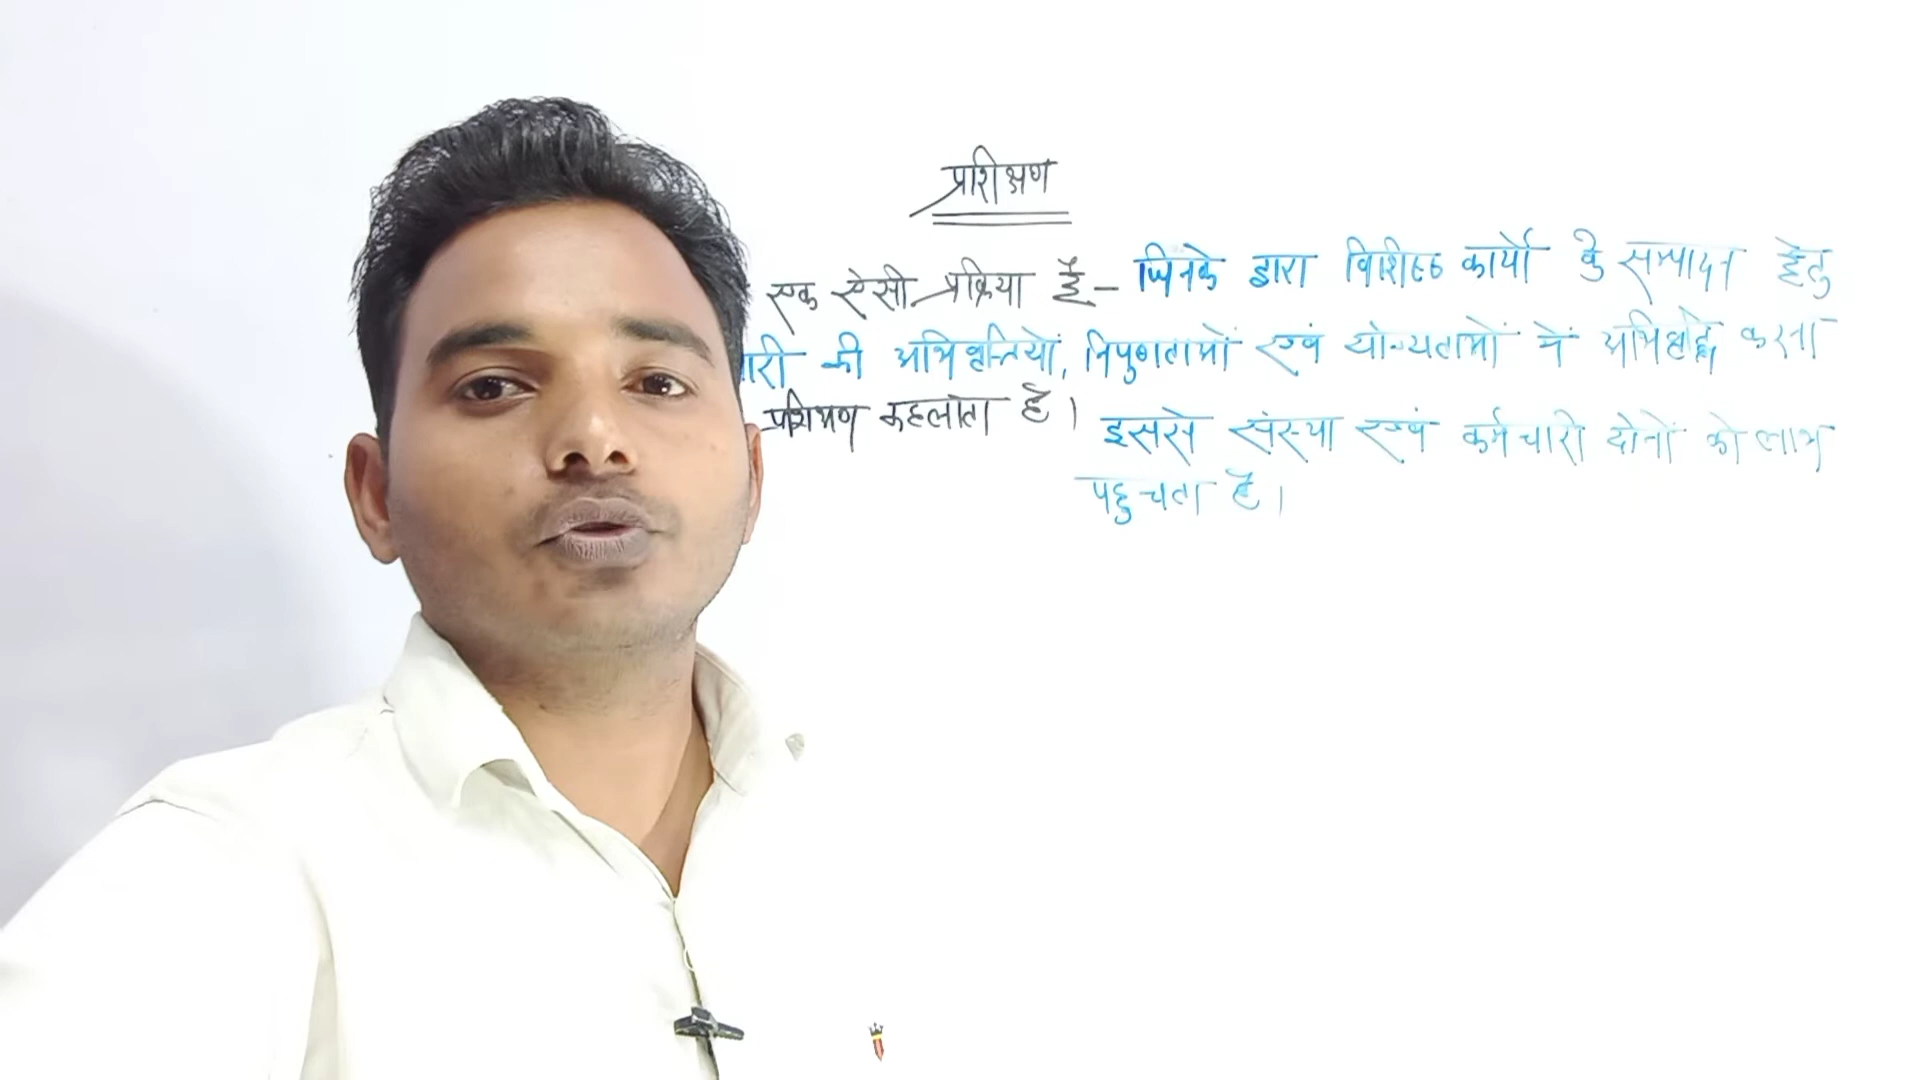 प्रशिक्षण
एक ऐसी प्रक्रिया है - जिनके द्वारा विशिष्ट कार्यो के सम्पादन हेतु
ारी की अभिवृत्तियों, निपुणताओं एवं योग्यताओं में अभिवृद्धि करना
प्रशिक्षण कहलाता है। इससे संस्था एवं कर्मचारी दोनों को लाभ
पहुचता है।